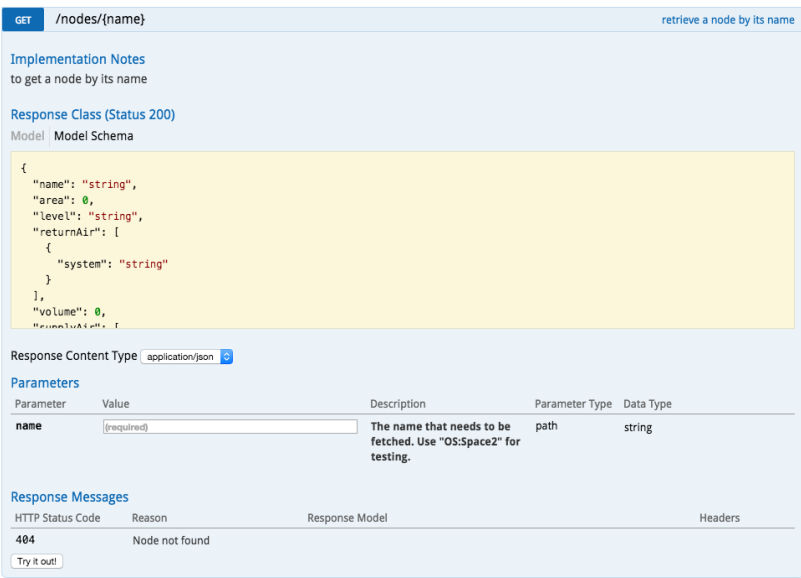 GET /nodes/{name} retrieve a node by its name
Implementation Notes
to get a node by its name
Response Class (Status 200)
Model Model Schema
{
"name": "string",
"area": 0,
"level": "string",
"returnAir": [
{
"system": "string"
}
],
"volume": 0,
"supplyAir": [
Response Content Type application/json
Parameters
Parameter Value Description Parameter Type Data Type
name (required) The name that needs to be path string
fetched. Use "OS:Space2" for
testing.
Response Messages
HTTP Status Code Reason Response Model Headers
404 Node not found
Try it out!